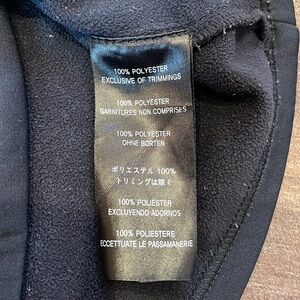 100% POLYESTER
EXCLUSIVE OF TRIMMINGS
100% POLYESTER
GARNITURES NON COMPRISES
100% POLYESTER
OHNE BORTEN
ポリエステル 100%
トリミングは除く
100% POLIÉSTER
EXCLUYENDO ADORNOS
100% POLIESTERE
ECCETTUATE LE PASSAMANERIE